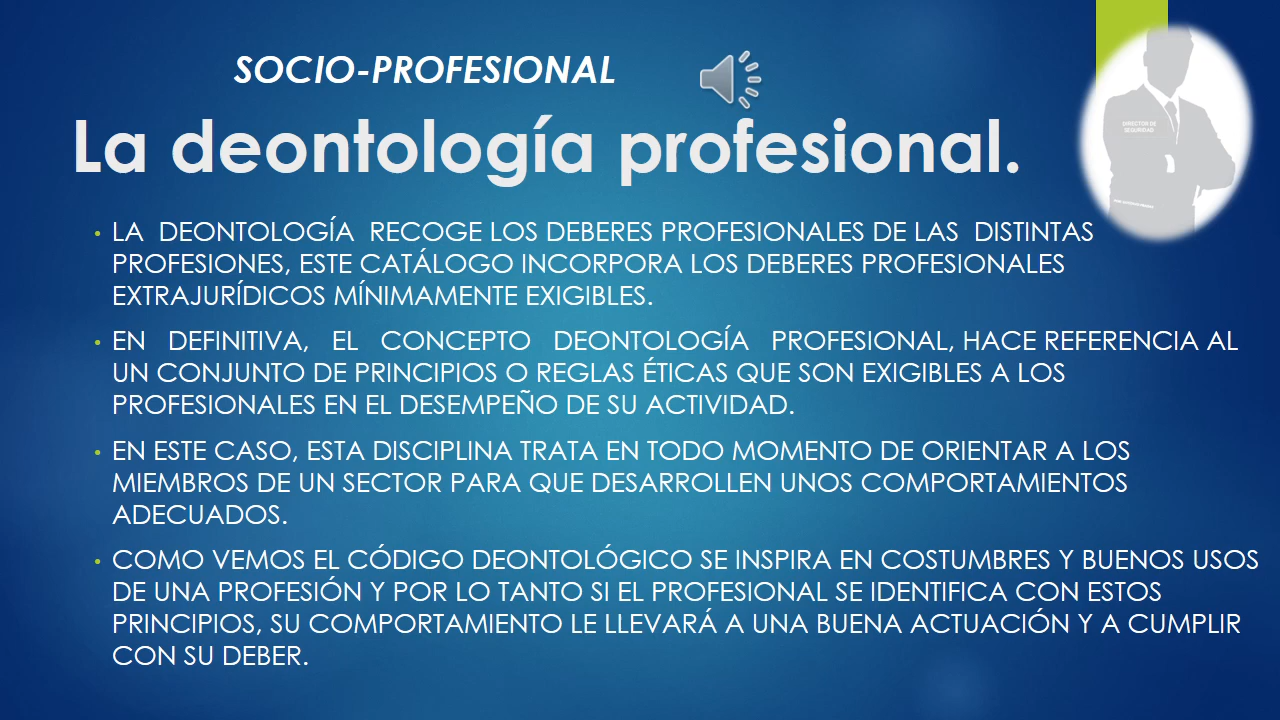 SOCIO-PROFESIONAL
La deontología profesional.
DIRECTOR DE
SEGURIDAD
• LA DEONTOLOGÍA RECOGE LOS DEBERES PROFESIONALES DE LAS DISTINTAS
PROFESIONES, ESTE CATÁLOGO INCORPORA LOS DEBERES PROFESIONALES
EXTRAJURÍDICOS MÍNIMAMENTE EXIGIBLES.
• EN DEFINITIVA, EL CONCEPTO DEONTOLOGÍA PROFESIONAL, HACE REFERENCIA AL
UN CONJUNTO DE PRINCIPIOS O REGLAS ÉTICAS QUE SON EXIGIBLES A LOS
PROFESIONALES EN EL DESEMPEÑO DE SU ACTIVIDAD.
• EN ESTE CASO, ESTA DISCIPLINA TRATA EN TODO MOMENTO DE ORIENTAR A LOS
MIEMBROS DE UN SECTOR PARA QUE DESARROLLEN UNOS COMPORTAMIENTOS
ADECUADOS.
• COMO VEMOS EL CÓDIGO DEONTOLÓGICO SE INSPIRA EN COSTUMBRES Y BUENOS USOS
DE UNA PROFESIÓN Y POR LO TANTO SI EL PROFESIONAL SE IDENTIFICA CON ESTOS
PRINCIPIOS, SU COMPORTAMIENTO LE LLEVARÁ A UNA BUENA ACTUACIÓN Y A CUMPLIR
CON SU DEBER.